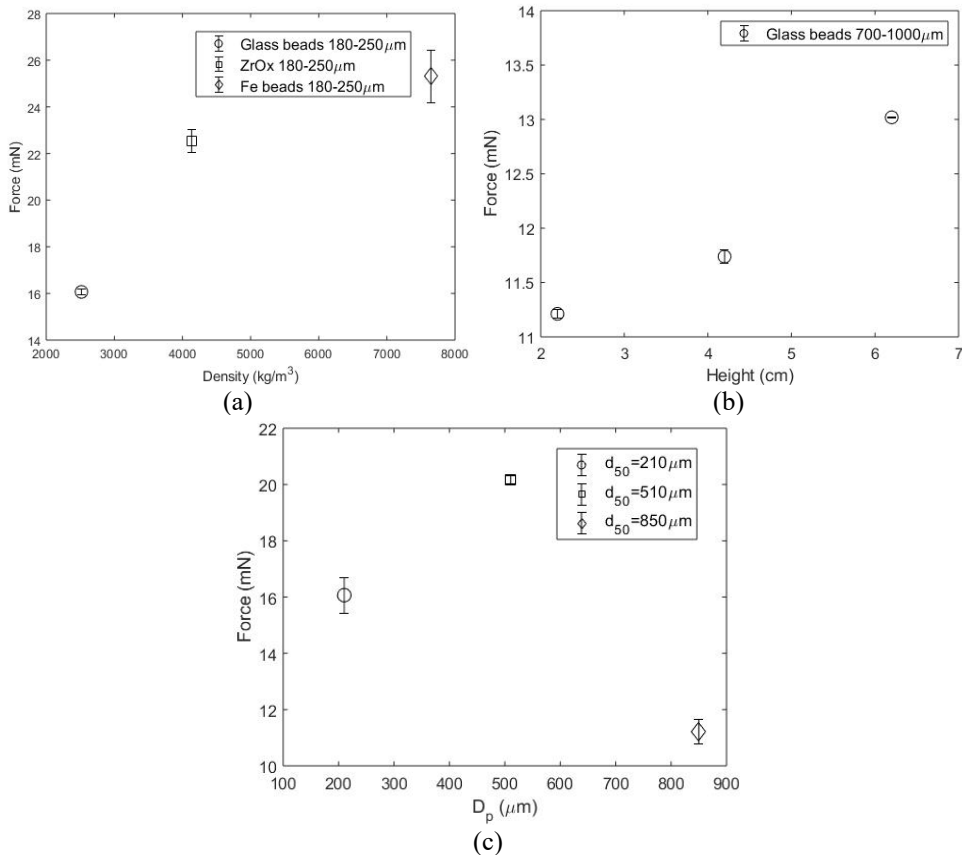 28
26
24
22
20
18
16
14
Force (mN)
2000 3000 4000 5000 6000 7000 8000
Density (kg/m³)
Glass beads 180-250μm
ZrOx 180-250μm
Fe beads 180-250μm
(a)
14
13.5
13
12.5
12
11.5
11
Force (mN)
2 3 4 5 6 7
Height (cm)
Glass beads 700-1000μm
(b)
22
20
18
16
14
12
10
Force (mN)
100 200 300 400 500 600 700 800 900
D_p (μm)
d_50=210μm
d_50=510μm
d_50=850μm
(c)